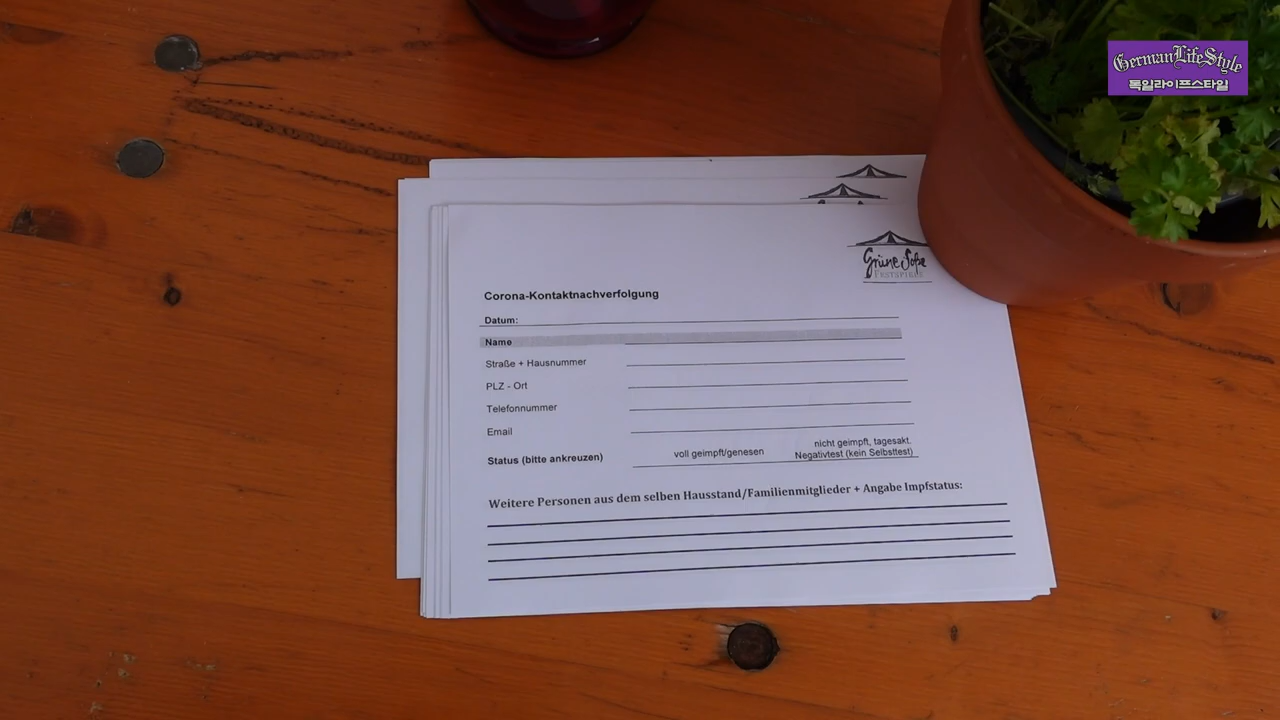 GermanLifeStyle
독일라이프스타일
Grüne Soße
FESTSPIELE
Corona-Kontaktnachverfolgung
Datum:
Name
Straße + Hausnummer
PLZ - Ort
Telefonnummer
Email
Status (bitte ankreuzen) voll geimpft/genesen nicht geimpft, tagesakt.
Negativtest (kein Selbsttest)
Weitere Personen aus dem selben Hausstand/Familienmitglieder + Angabe Impfstatus: